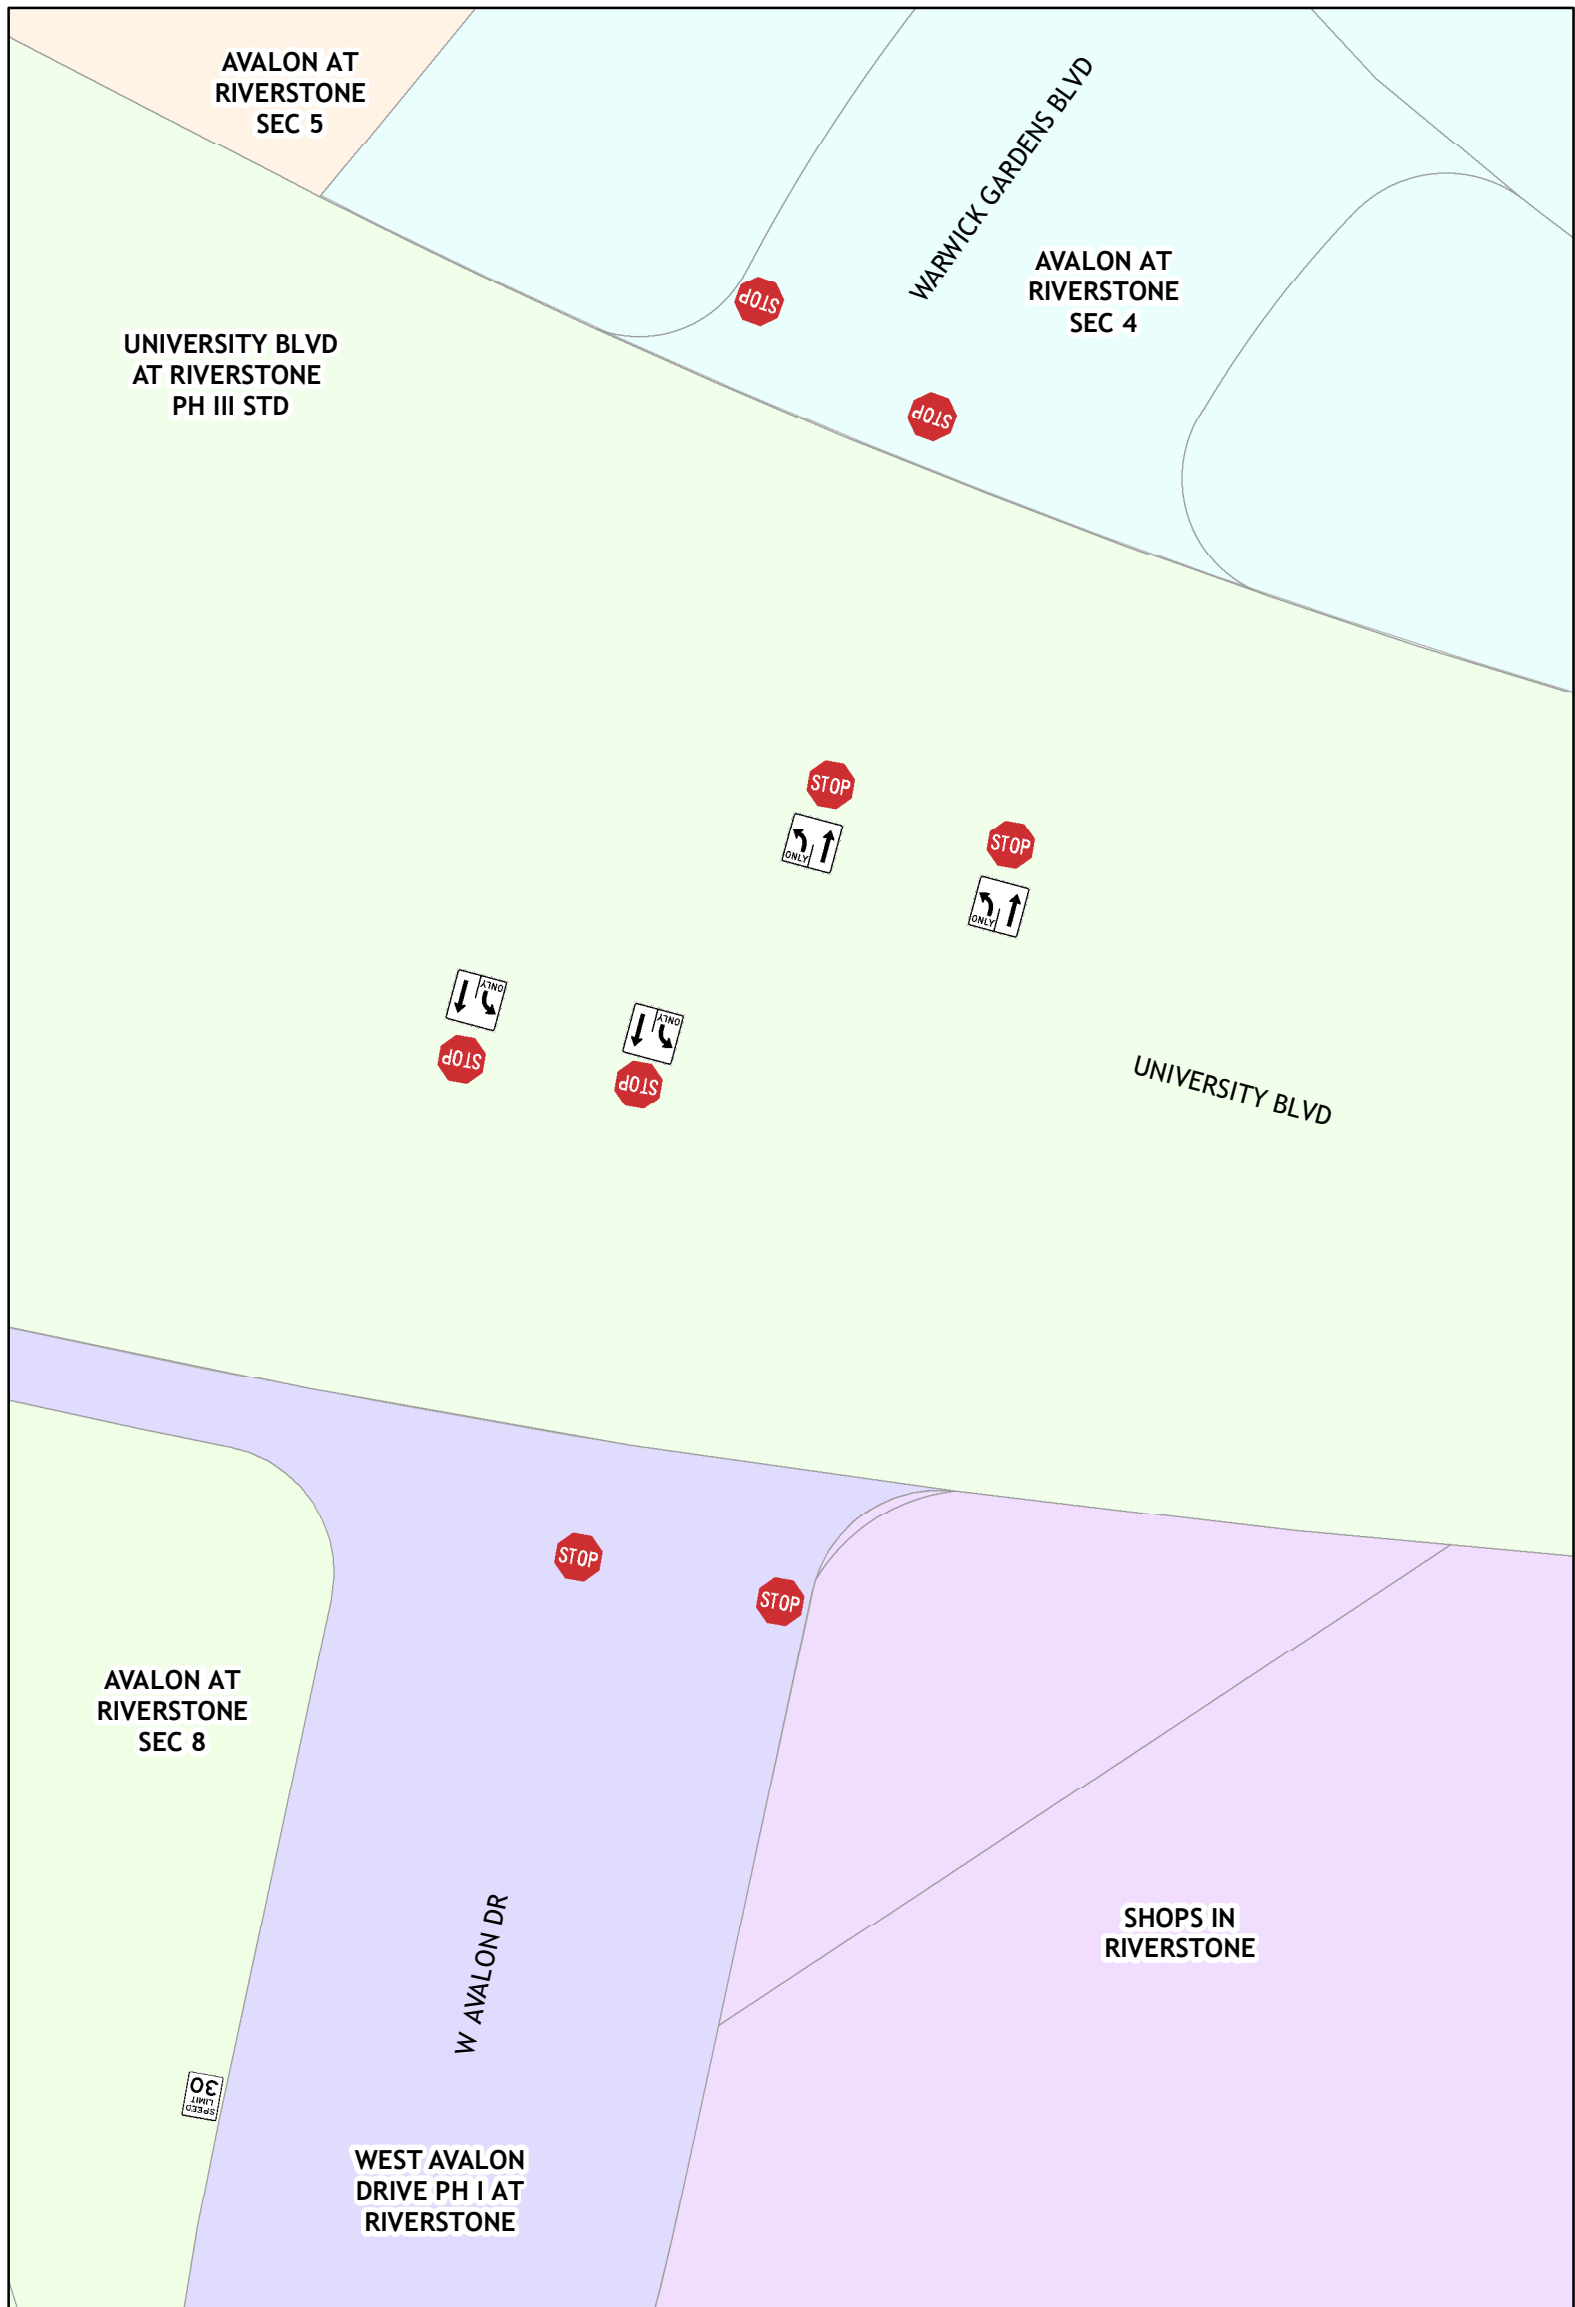 AVALON AT
RIVERSTONE
SEC 5
WARWICK GARDENS BLVD
AVALON AT
RIVERSTONE
SEC 4
STOP
UNIVERSITY BLVD
AT RIVERSTONE
PH III STD
STOP
STOP
ONLY
STOP
ONLY
ONLY
STOP
ONLY
STOP
UNIVERSITY BLVD
STOP
STOP
AVALON AT
RIVERSTONE
SEC 8
W AVALON DR
SHOPS IN
RIVERSTONE
SPEED
LIMIT
30
WEST AVALON
DRIVE PH I AT
RIVERSTONE